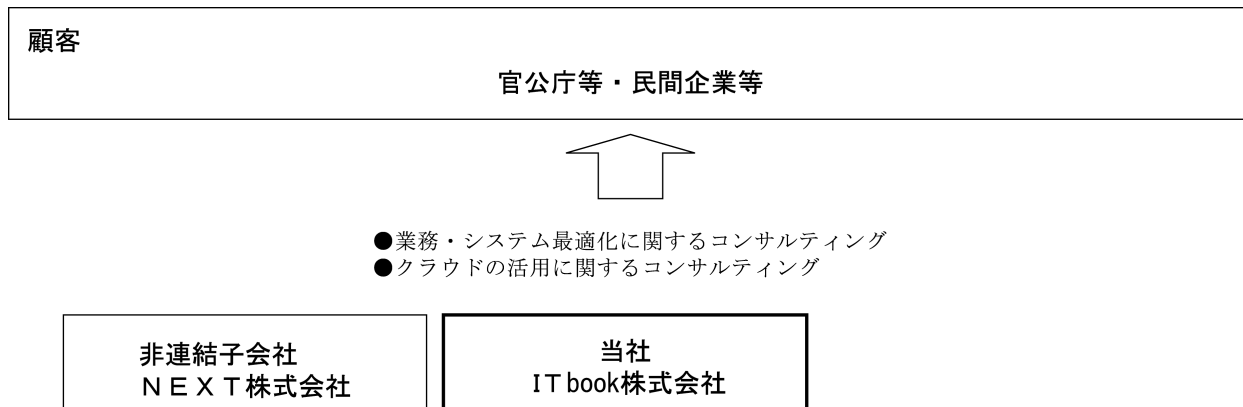 顧客
官公庁等・民間企業等
●業務・システム最適化に関するコンサルティング
●クラウドの活用に関するコンサルティング
非連結子会社
ＮＥＸＴ株式会社
当社
ITbook株式会社